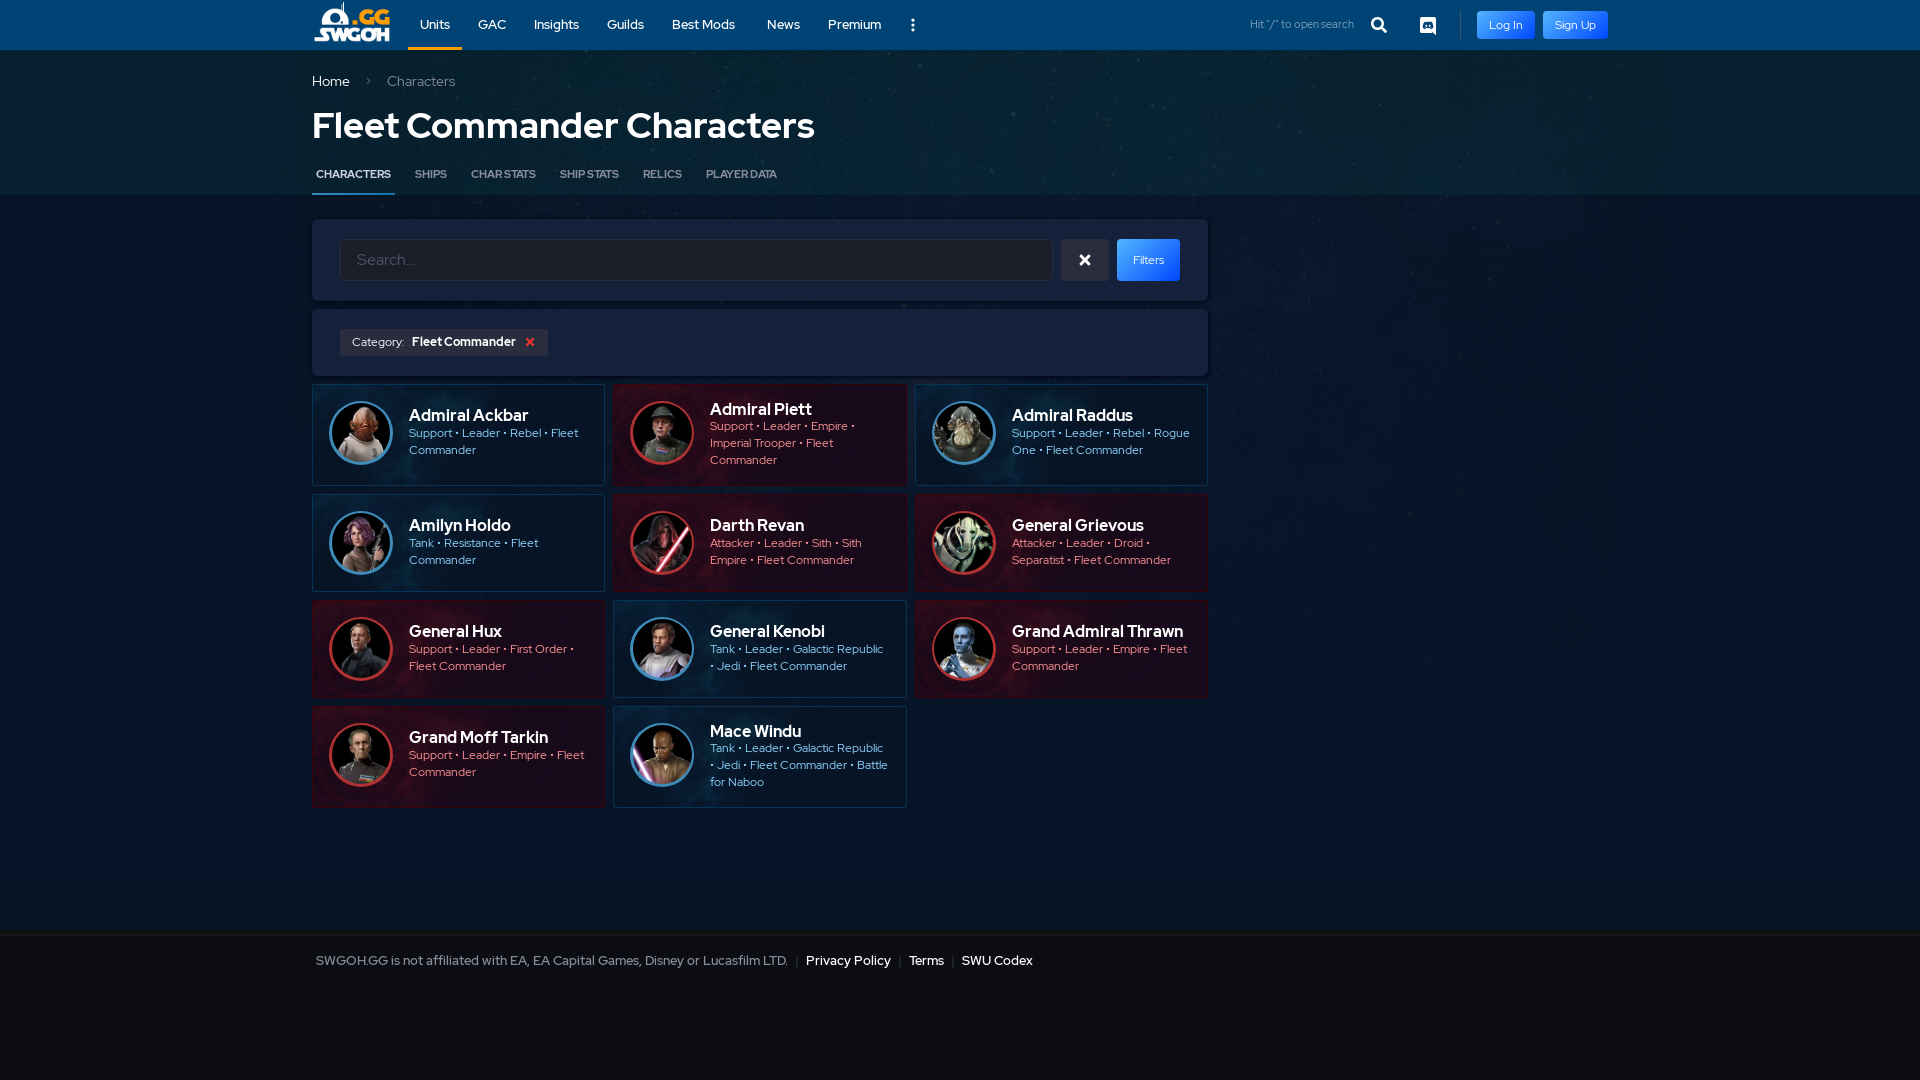 .GG
SWGOH
Units
GAC
Insights
Guilds
Best Mods
News
Premium
Hit "/" to open search
Log In
Sign Up
Home
Characters
Fleet Commander Characters
CHARACTERS
SHIPS
CHAR STATS
SHIP STATS
RELICS
PLAYER DATA
Search...
Filters
Category: Fleet Commander
Admiral Ackbar
Support • Leader • Rebel • Fleet
Commander
Admiral Piett
Support • Leader • Empire •
Imperial Trooper • Fleet
Commander
Admiral Raddus
Support • Leader • Rebel • Rogue
One • Fleet Commander
Amilyn Holdo
Tank • Resistance • Fleet
Commander
Darth Revan
Attacker • Leader • Sith • Sith
Empire • Fleet Commander
General Grievous
Attacker • Leader • Droid •
Separatist • Fleet Commander
General Hux
Support • Leader • First Order •
Fleet Commander
General Kenobi
Tank • Leader • Galactic Republic
• Jedi • Fleet Commander
Grand Admiral Thrawn
Support • Leader • Empire • Fleet
Commander
Grand Moff Tarkin
Support • Leader • Empire • Fleet
Commander
Mace Windu
Tank • Leader • Galactic Republic
• Jedi • Fleet Commander • Battle
for Naboo
SWGOH.GG is not affiliated with EA, EA Capital Games, Disney or Lucasfilm LTD. | Privacy Policy | Terms | SWU Codex